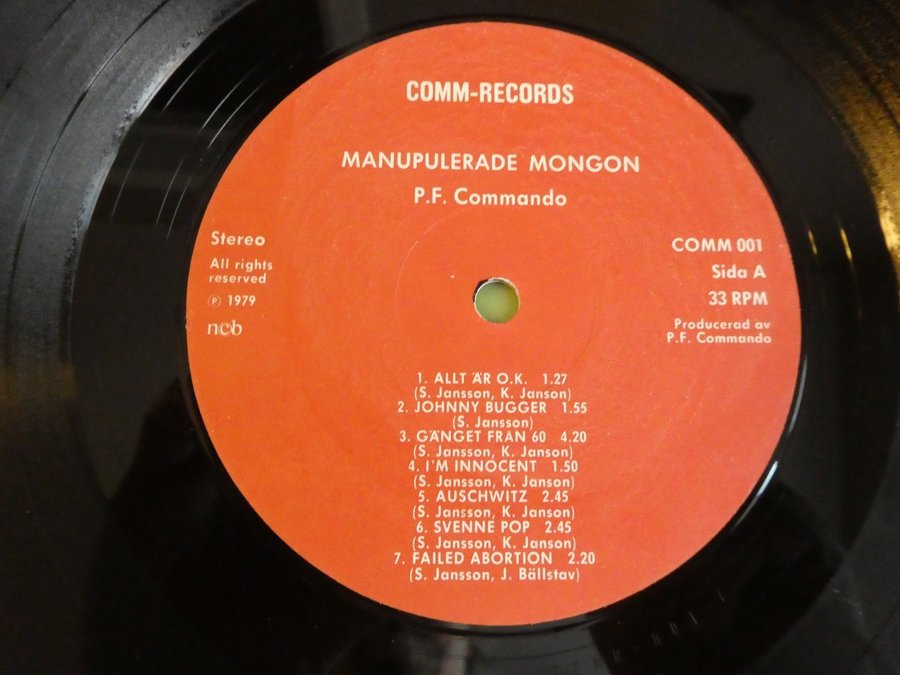 COMM-RECORDS
MANUPULERADE MONGON
P.F. Commando
Stereo
All rights
reserved
Ⓟ 1979
ncb
COMM 001
Sida A
33 RPM
Producerad av
P.F. Commando
1. ALLT ÄR O.K. 1.27
(S. Jansson, K. Janson)
2. JOHNNY BUGGER 1.55
(S. Jansson)
3. GÄNGET FRAN 60 4.20
(S. Jansson, K. Janson)
4. I'M INNOCENT 1.50
(S. Jansson, K. Janson)
5. AUSCHWITZ 2.45
(S. Jansson, K. Janson)
6. SVENNE POP 2.45
(S. Jansson, K. Janson)
7. FAILED ABORTION 2.20
(S. Jansson, J. Bällstav)